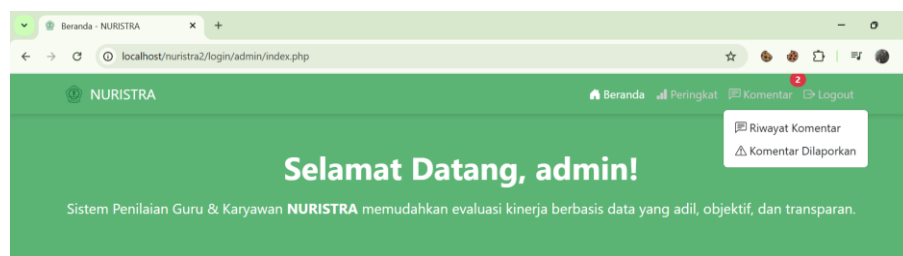 Beranda - NURISTRA
localhost/nuristra2/login/admin/index.php
NURISTRA
Beranda Peringkat Komentar 2 Logout
Riwayat Komentar
Komentar Dilaporkan
Selamat Datang, admin!
Sistem Penilaian Guru & Karyawan NURISTRA memudahkan evaluasi kinerja berbasis data yang adil, objektif, dan transparan.